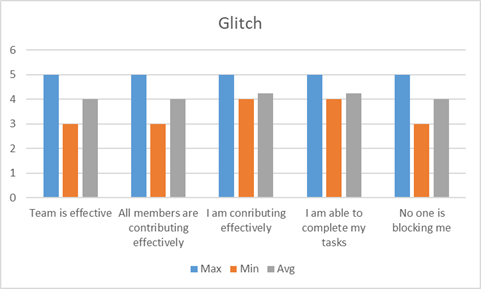 Glitch
6
5
4
3
2
1
0
Team is effective
All members are
contributing
effectively
I am conributing
effectively
I am able to
complete my
tasks
No one is
blocking me
Max Min Avg